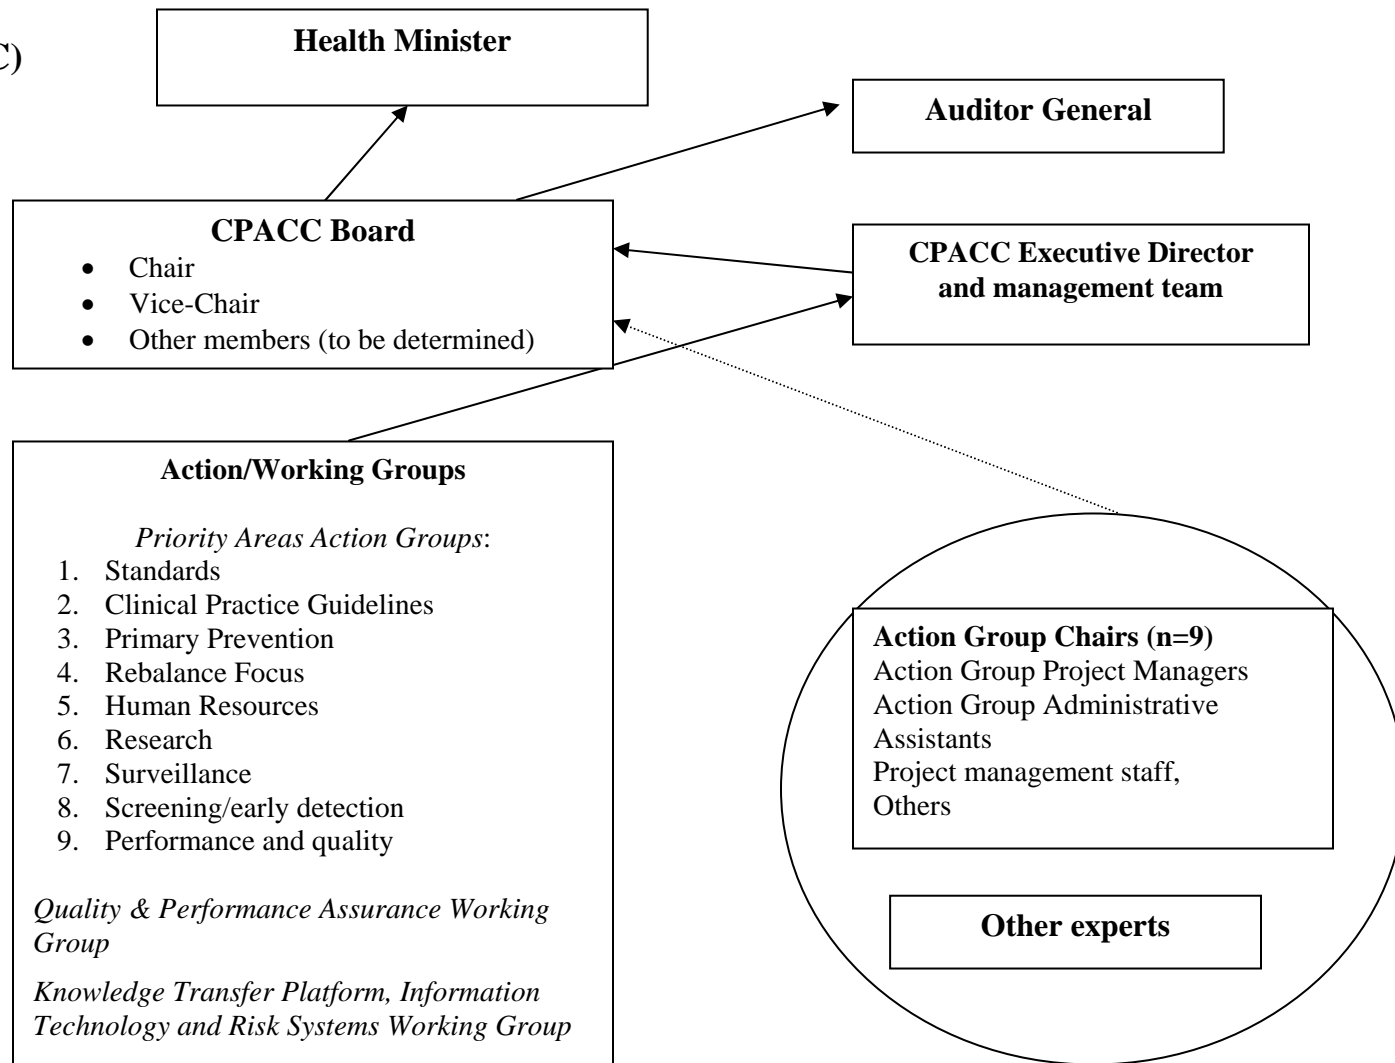 C)
Health Minister
Auditor General
CPACC Board
• Chair
• Vice-Chair
• Other members (to be determined)
CPACC Executive Director
and management team
Action/Working Groups
Priority Areas Action Groups:
1. Standards
2. Clinical Practice Guidelines
3. Primary Prevention
4. Rebalance Focus
5. Human Resources
6. Research
7. Surveillance
8. Screening/early detection
9. Performance and quality
Quality & Performance Assurance Working
Group
Knowledge Transfer Platform, Information
Technology and Risk Systems Working Group
Action Group Chairs (n=9)
Action Group Project Managers
Action Group Administrative
Assistants
Project management staff,
Others
Other experts